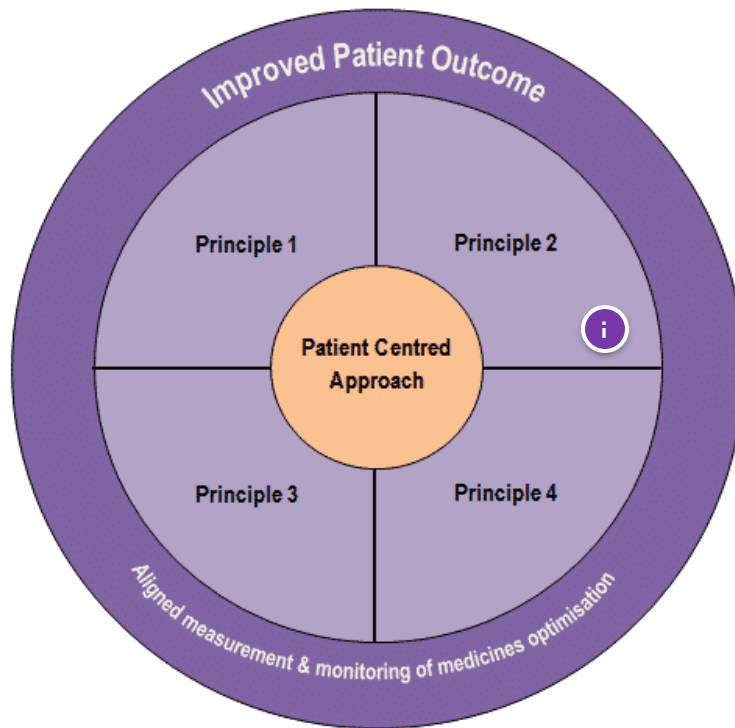 Improved Patient Outcome
Principle 1
Principle 2
i
Patient Centred
Approach
Principle 3
Principle 4
Aligned measurement & monitoring of medicines optimisation